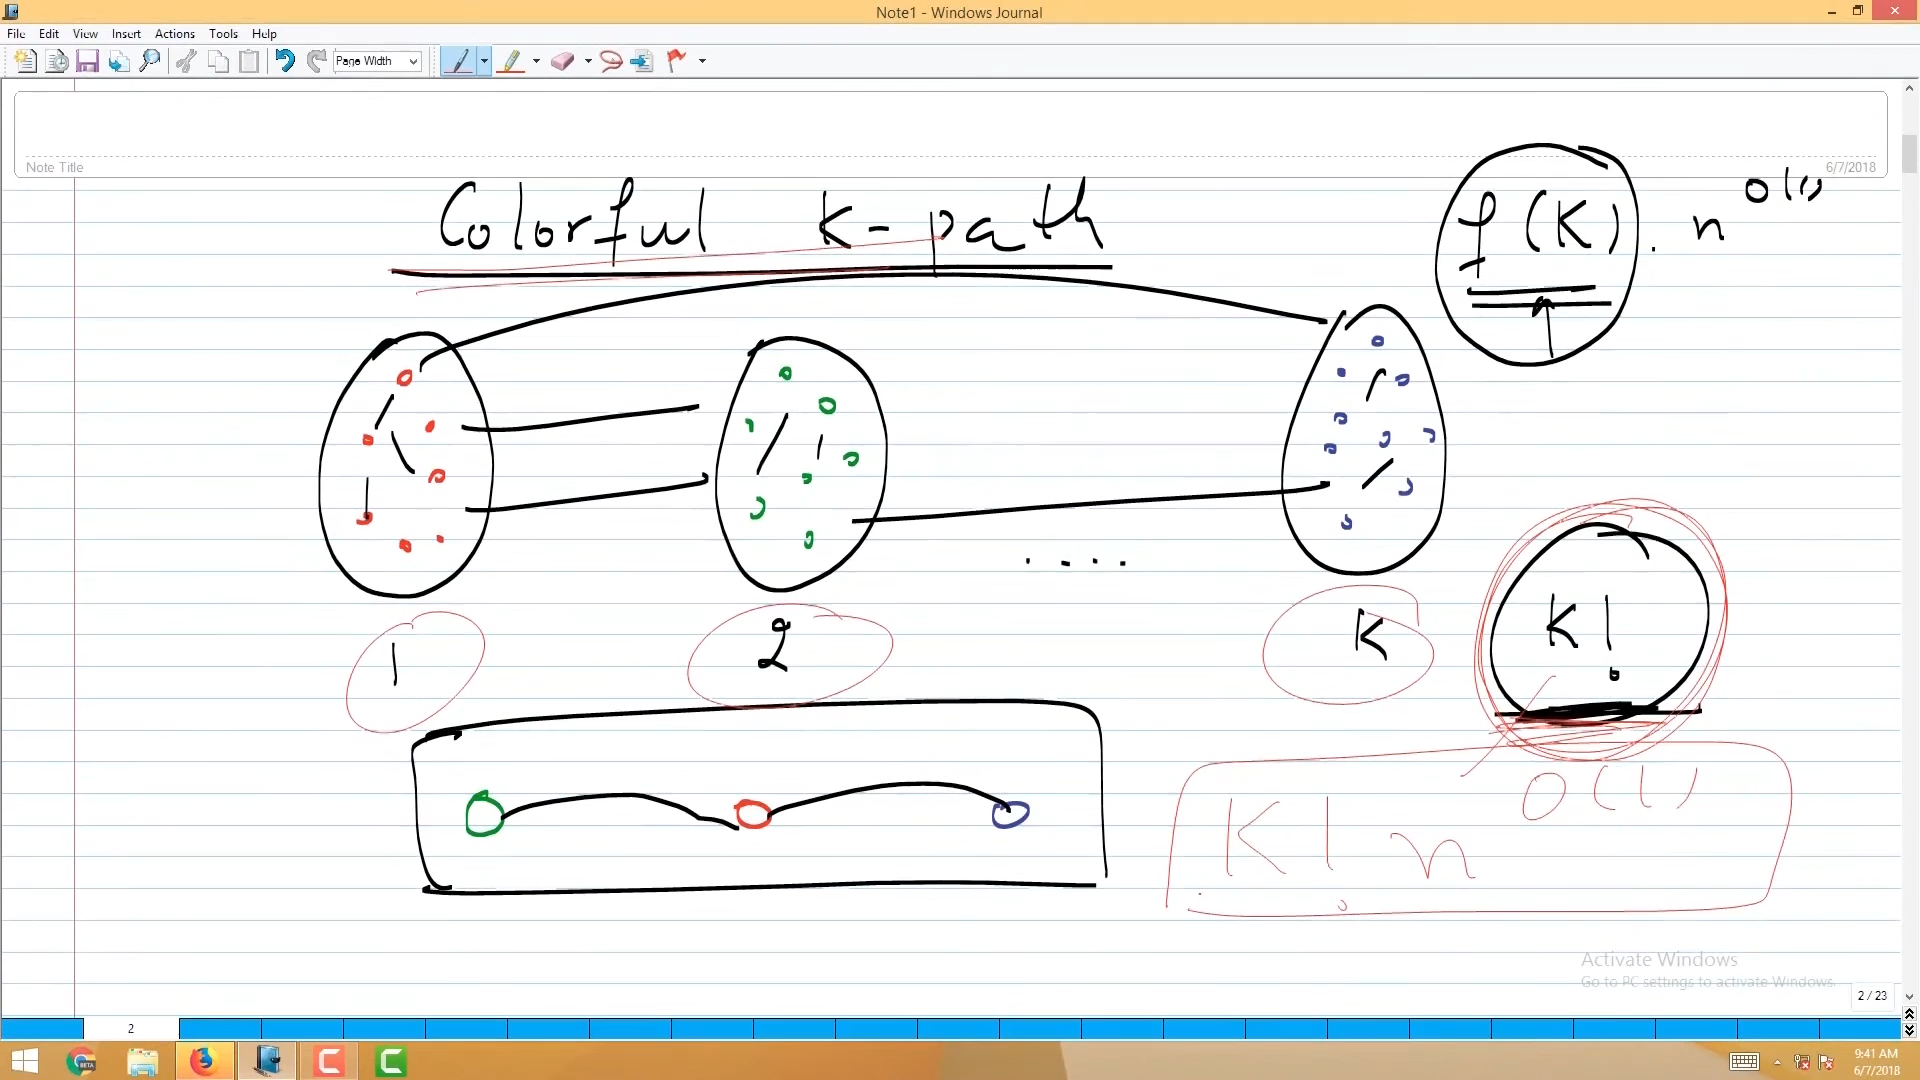 Note1 - Windows Journal
File Edit View Insert Actions Tools Help
Page Width
Note Title
6/7/2018
Colorful k-path
f(K) . n^O(1)
1
2
....
K
K!
K! n^O(1)
Activate Windows
Go to PC settings to activate Windows.
2 / 23
2
BETA
9:41 AM
6/7/2018